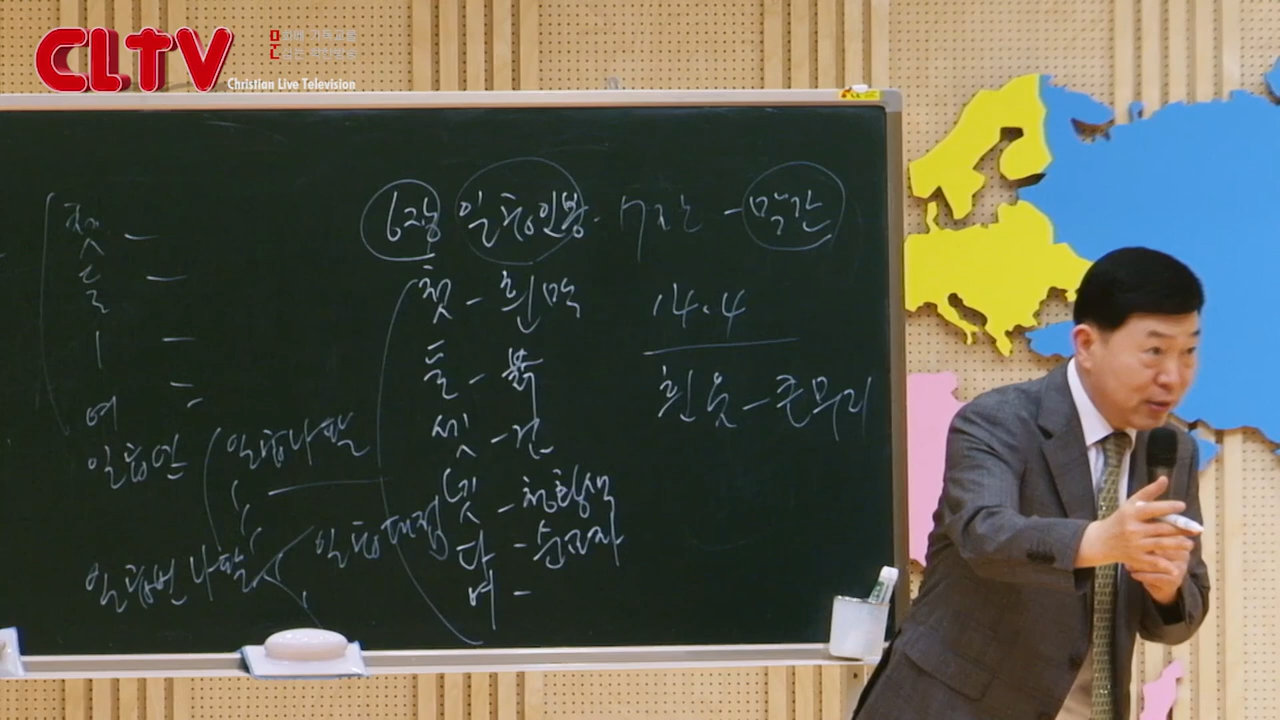 CLTV
Christian Live Television
6장 일곱인봉. 7장 - 막간
첫 - 흰 말
둘 - 붉
셋 - 검
넷 - 청황색
다 - 순교자
여 -
14.4
흰옷 - 큰무리
첫 -
둘 -
여
일곱인
일곱나팔
일곱번 나팔
일곱대접